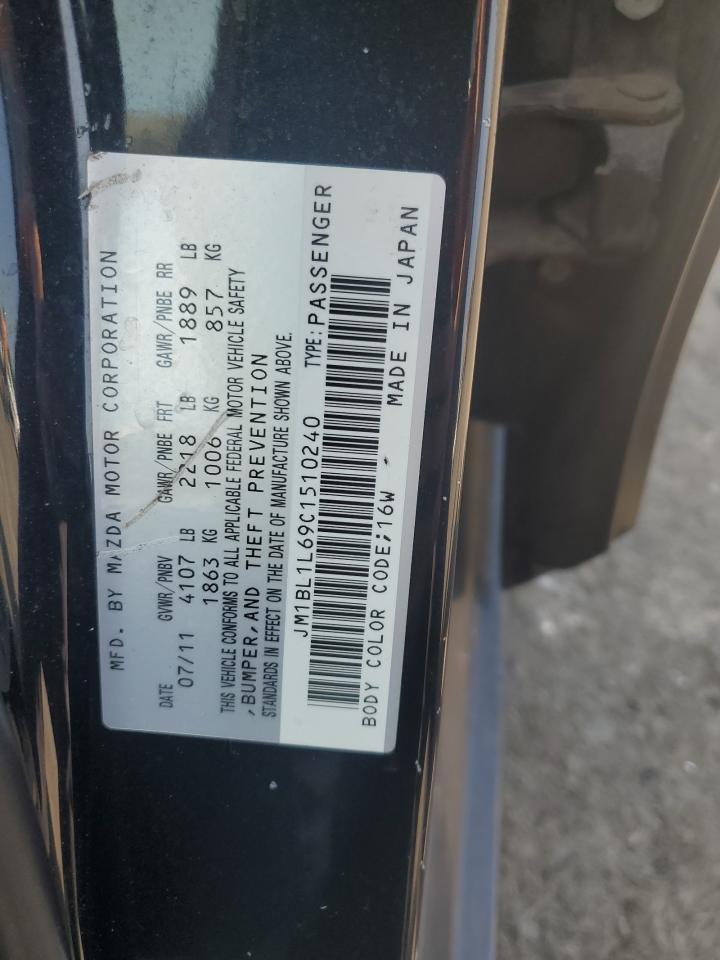 MFD. BY MAZDA MOTOR CORPORATION
DATE GVWR/PNBV GAWR/PNBE FRT GAWR/PNBE RR
07/11 4107 LB 2218 LB 1889 LB
1863 KG 1006 KG 857 KG
THIS VEHICLE CONFORMS TO ALL APPLICABLE FEDERAL MOTOR VEHICLE SAFETY
,BUMPER,AND THEFT PREVENTION
STANDARDS IN EFFECT ON THE DATE OF MANUFACTURE SHOWN ABOVE.
JM1BL1L69C1510240 TYPE:PASSENGER
BODY COLOR CODE;16W MADE IN JAPAN